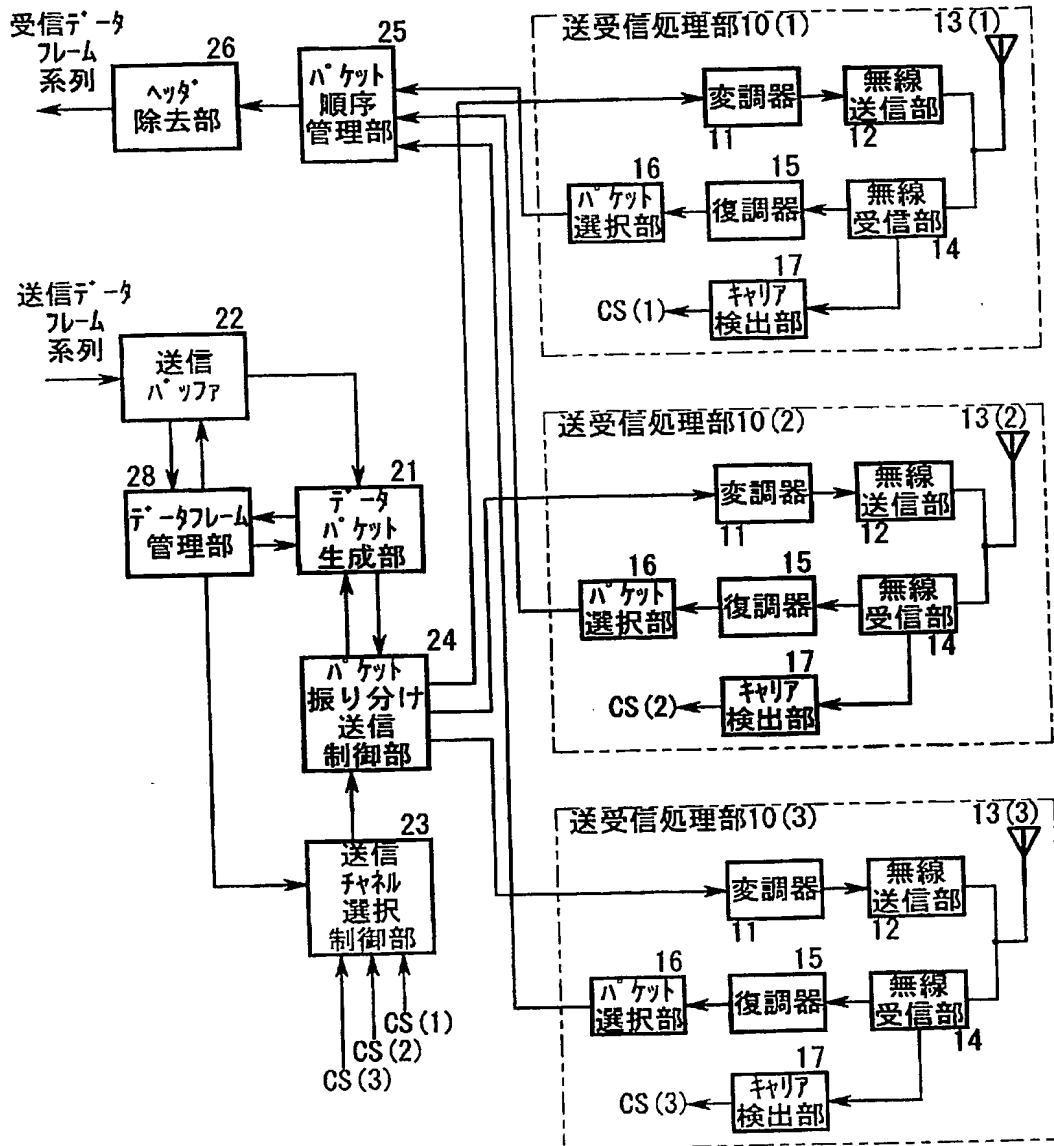 受信データ
フレーム
系列
26
ヘッダ
除去部
25
パケット
順序
管理部
送信データ
フレーム
系列
22
送信
バッファ
28
データフレーム
管理部
21
データ
パケット
生成部
24
パケット
振り分け
送信
制御部
23
送信
チャネル
選択
制御部
CS(1)
CS(2)
CS(3)
送受信処理部10(1)
13(1)
変調器
11
無線
送信部
12
16
パケット
選択部
15
復調器
無線
受信部
14
17
キャリア
検出部
CS(1)
送受信処理部10(2)
13(2)
変調器
11
無線
送信部
12
16
パケット
選択部
15
復調器
無線
受信部
14
17
キャリア
検出部
CS(2)
送受信処理部10(3)
13(3)
変調器
11
無線
送信部
12
16
パケット
選択部
15
復調器
無線
受信部
14
17
キャリア
検出部
CS(3)